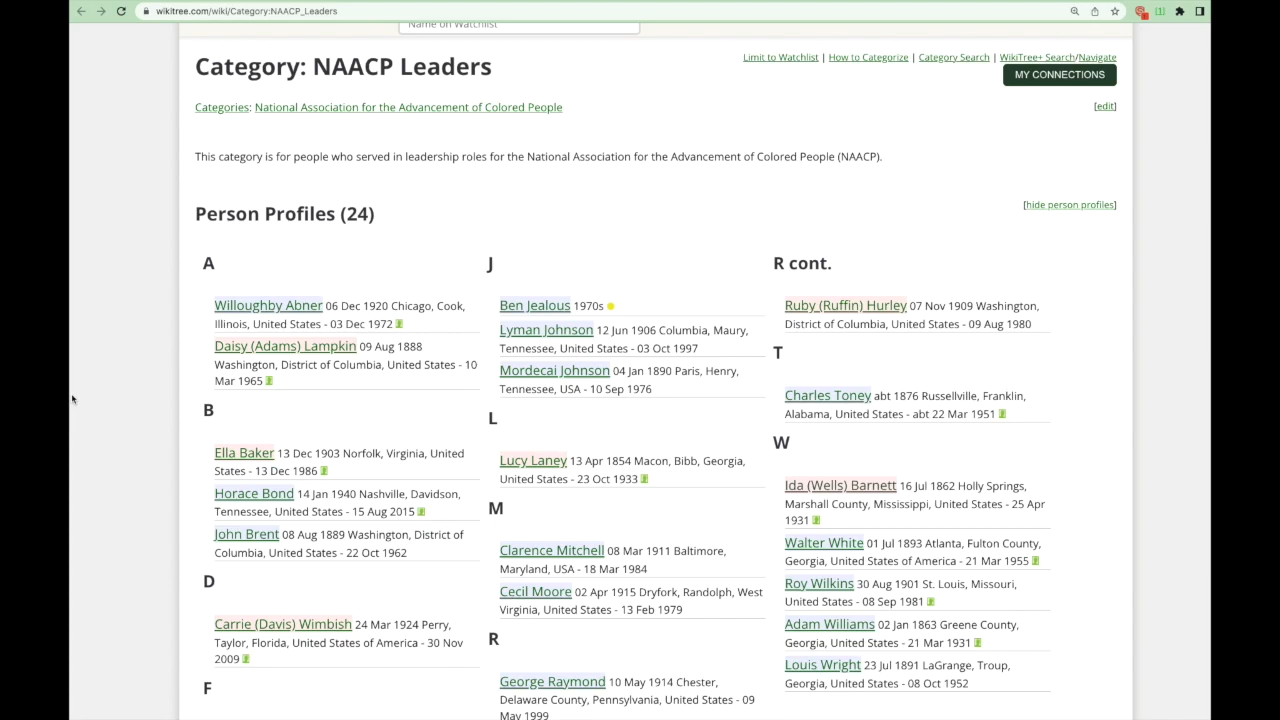 wikitree.com/wiki/Category:NAACP_Leaders
Name on Watchlist
Limit to Watchlist | How to Categorize | Category Search | WikiTree+ Search/Navigate
Category: NAACP Leaders
MY CONNECTIONS
Categories: National Association for the Advancement of Colored People
[edit]
This category is for people who served in leadership roles for the National Association for the Advancement of Colored People (NAACP).
Person Profiles (24)
[hide person profiles]
A
Willoughby Abner 06 Dec 1920 Chicago, Cook,
Illinois, United States - 03 Dec 1972
Daisy (Adams) Lampkin 09 Aug 1888
Washington, District of Columbia, United States - 10
Mar 1965
B
Ella Baker 13 Dec 1903 Norfolk, Virginia, United
States - 13 Dec 1986
Horace Bond 14 Jan 1940 Nashville, Davidson,
Tennessee, United States - 15 Aug 2015
John Brent 08 Aug 1889 Washington, District of
Columbia, United States - 22 Oct 1962
D
Carrie (Davis) Wimbish 24 Mar 1924 Perry,
Taylor, Florida, United States of America - 30 Nov
2009
F
J
Ben Jealous 1970s
Lyman Johnson 12 Jun 1906 Columbia, Maury,
Tennessee, United States - 03 Oct 1997
Mordecai Johnson 04 Jan 1890 Paris, Henry,
Tennessee, USA - 10 Sep 1976
L
Lucy Laney 13 Apr 1854 Macon, Bibb, Georgia,
United States - 23 Oct 1933
M
Clarence Mitchell 08 Mar 1911 Baltimore,
Maryland, USA - 18 Mar 1984
Cecil Moore 02 Apr 1915 Dryfork, Randolph, West
Virginia, United States - 13 Feb 1979
R
George Raymond 10 May 1914 Chester,
Delaware County, Pennsylvania, United States - 09
May 1999
R cont.
Ruby (Ruffin) Hurley 07 Nov 1909 Washington,
District of Columbia, United States - 09 Aug 1980
T
Charles Toney abt 1876 Russellville, Franklin,
Alabama, United States - abt 22 Mar 1951
W
Ida (Wells) Barnett 16 Jul 1862 Holly Springs,
Marshall County, Mississippi, United States - 25 Apr
1931
Walter White 01 Jul 1893 Atlanta, Fulton County,
Georgia, United States of America - 21 Mar 1955
Roy Wilkins 30 Aug 1901 St. Louis, Missouri,
United States - 08 Sep 1981
Adam Williams 02 Jan 1863 Greene County,
Georgia, United States - 21 Mar 1931
Louis Wright 23 Jul 1891 LaGrange, Troup,
Georgia, United States - 08 Oct 1952